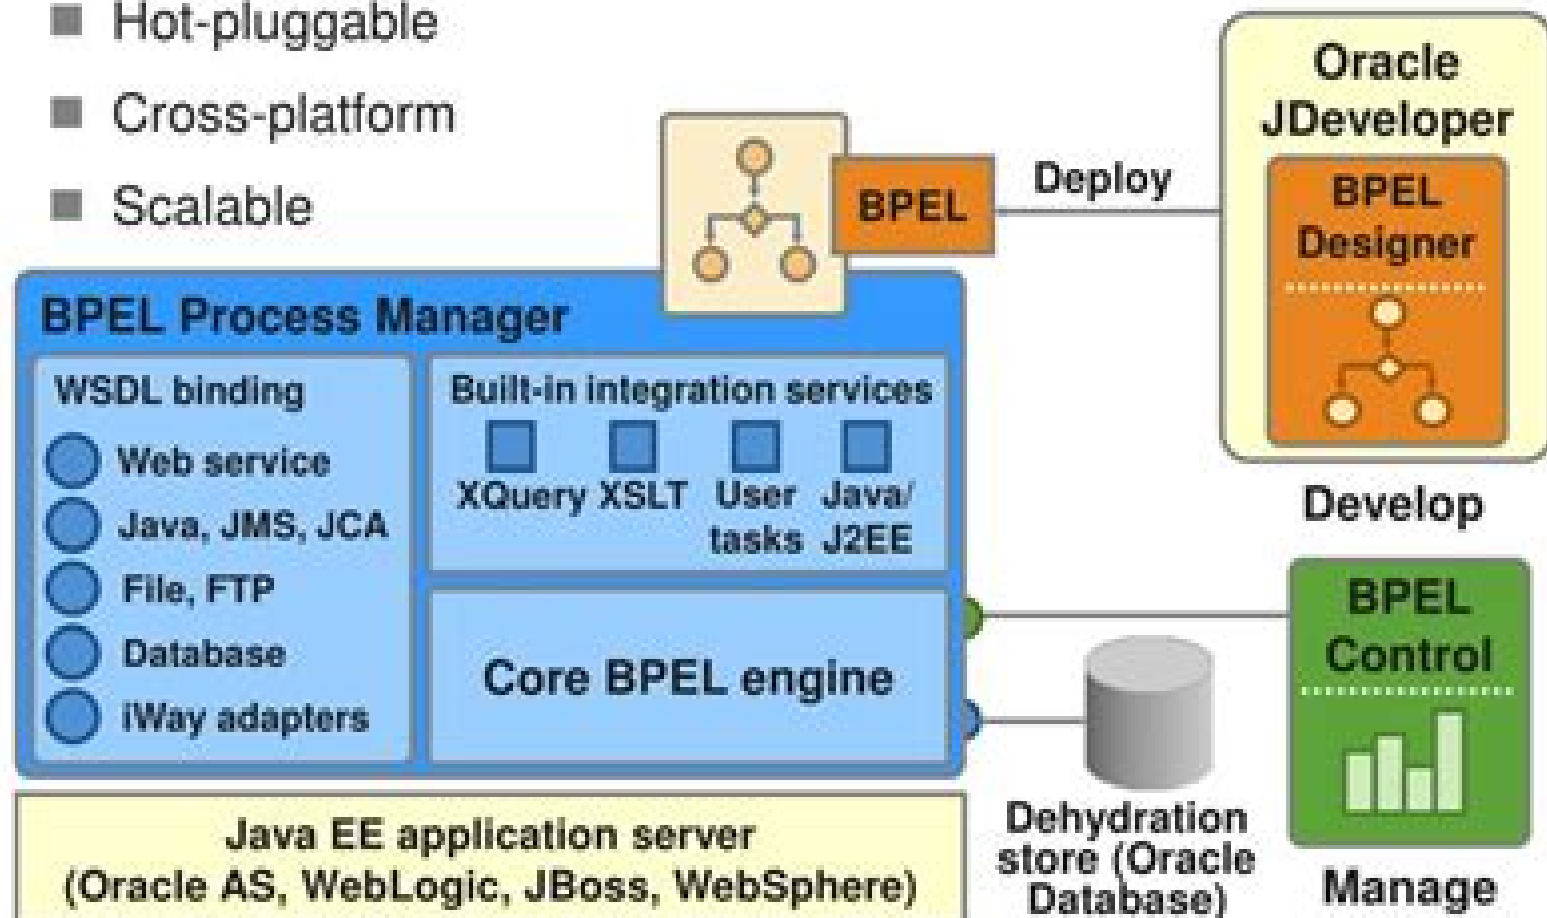 Hot-pluggable
Cross-platform
Scalable
Oracle
JDeveloper
BPEL
Designer
Deploy
BPEL
Develop
BPEL Process Manager
WSDL binding
Web service
Java, JMS, JCA
File, FTP
Database
iWay adapters
Built-in integration services
XQuery XSLT User Java/
tasks J2EE
Core BPEL engine
BPEL
Control
Manage
Dehydration
store (Oracle
Database)
Java EE application server
(Oracle AS, WebLogic, JBoss, WebSphere)